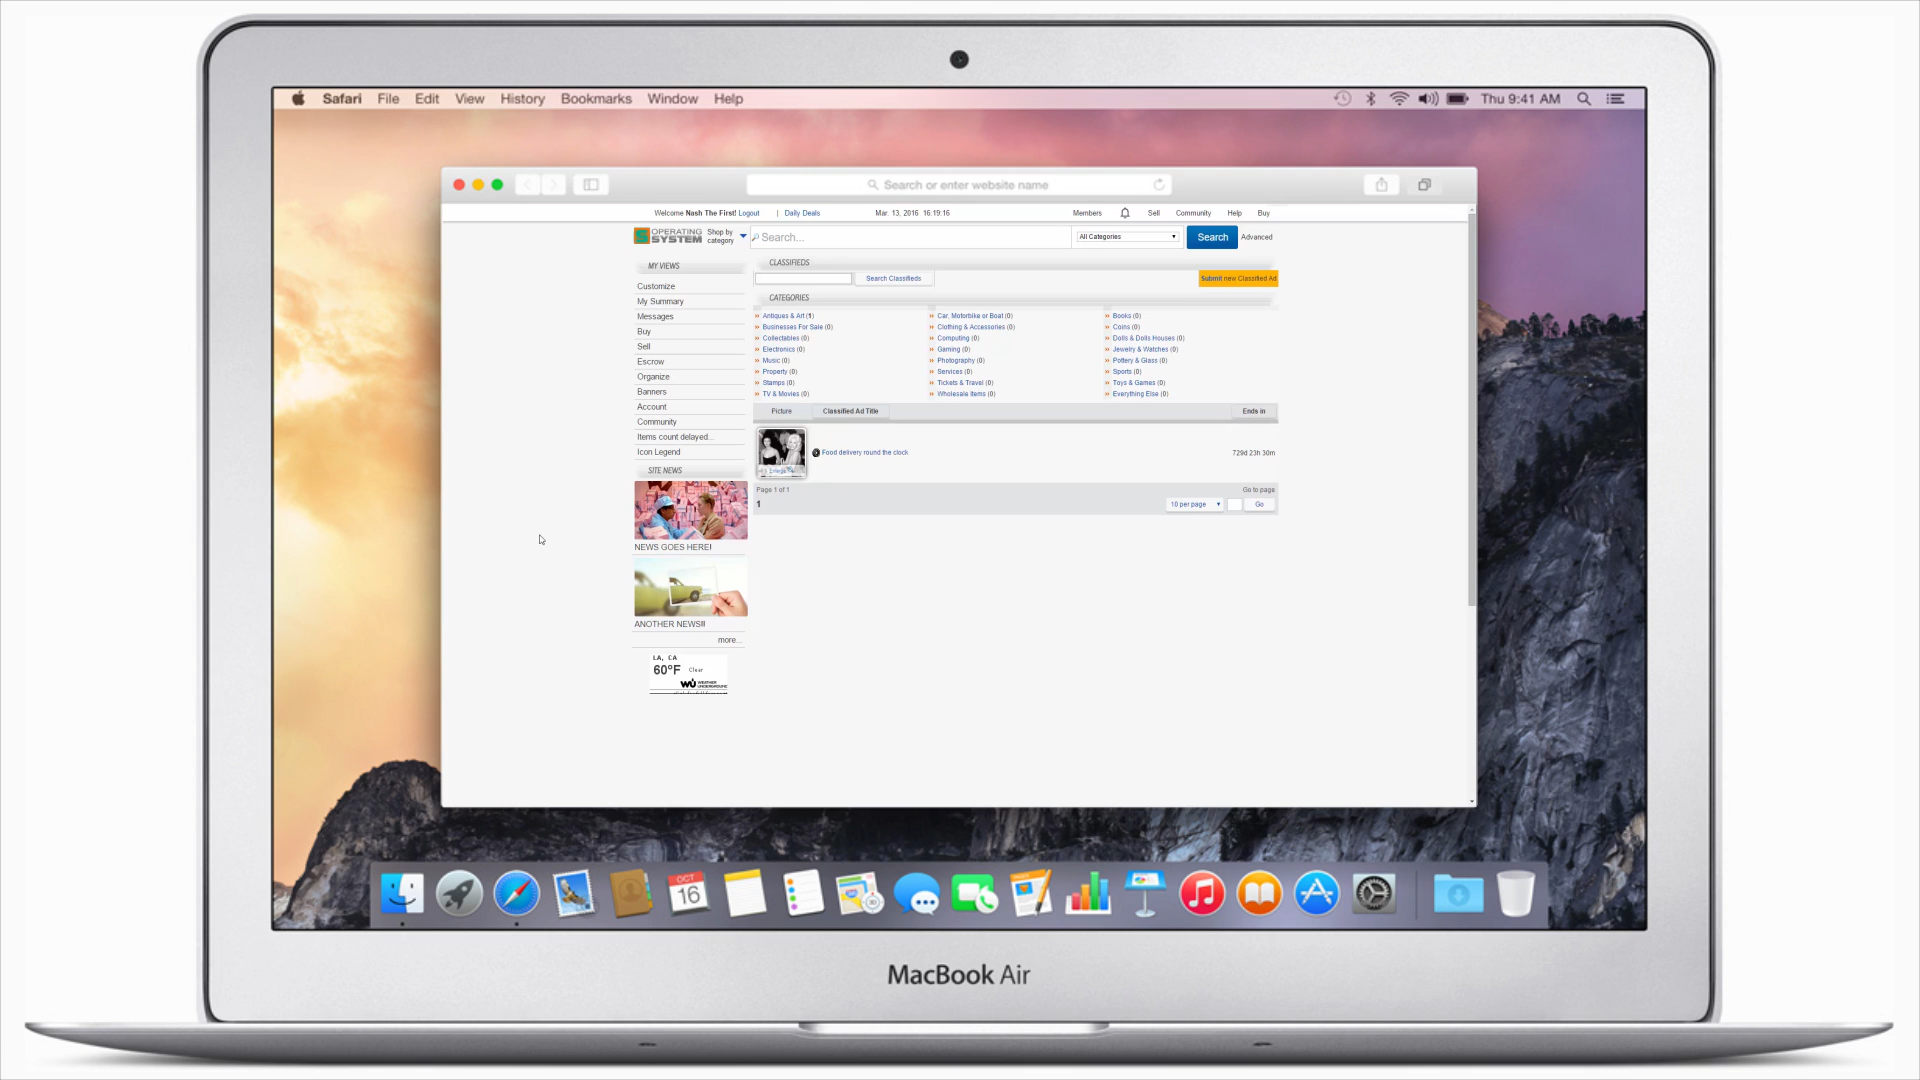 Safari File Edit View History Bookmarks Window Help Thu 9:41 AM
Search or enter website name
Welcome Nash The First! Logout | Daily Deals Mar. 13, 2016 16:19:16 Members Sell Community Help Buy
S OPERATING SYSTEM Shop by category Search... All Categories Search Advanced
MY VIEWS
Customize
My Summary
Messages
Buy
Sell
Escrow
Organize
Banners
Account
Community
Items count delayed...
Icon Legend
SITE NEWS
NEWS GOES HERE!
ANOTHER NEWS!!
more...
LA, CA
60°F Clear
WU WEATHER UNDERGROUND
CLASSIFIEDS
Search Classifieds Submit new Classified Ad
CATEGORIES
Antiques & Art (1) Car, Motorbike or Boat (0) Books (0)
Businesses For Sale (0) Clothing & Accessories (0) Coins (0)
Collectables (0) Computing (0) Dolls & Dolls Houses (0)
Electronics (0) Gaming (0) Jewelry & Watches (0)
Music (0) Photography (0) Pottery & Glass (0)
Property (0) Services (0) Sports (0)
Stamps (0) Tickets & Travel (0) Toys & Games (0)
TV & Movies (0) Wholesale Items (0) Everything Else (0)
Picture Classified Ad Title Ends in
Food delivery round the clock 729d 23h 30m
Page 1 of 1 Go to page
1 10 per page Go
OCT
16
MacBook Air